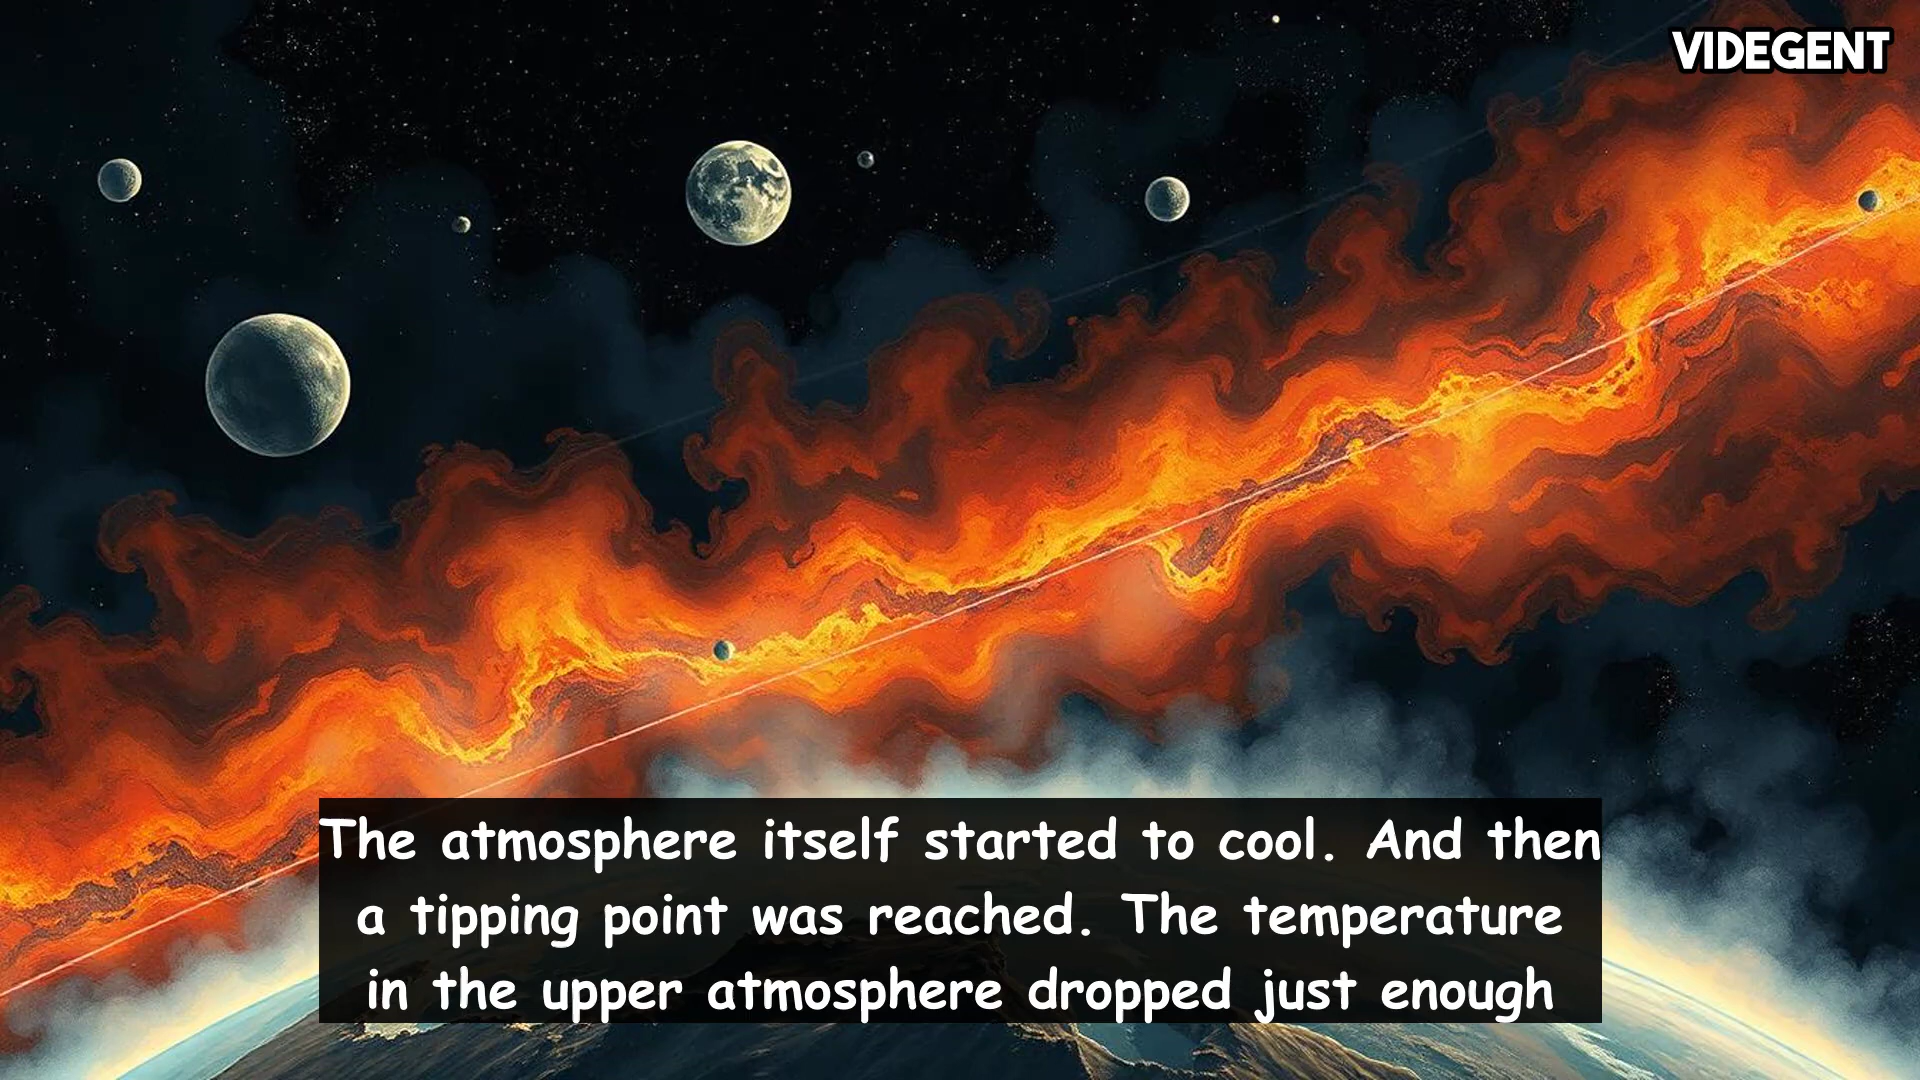 VIDEGENT
The atmosphere itself started to cool. And then
a tipping point was reached. The temperature
in the upper atmosphere dropped just enough